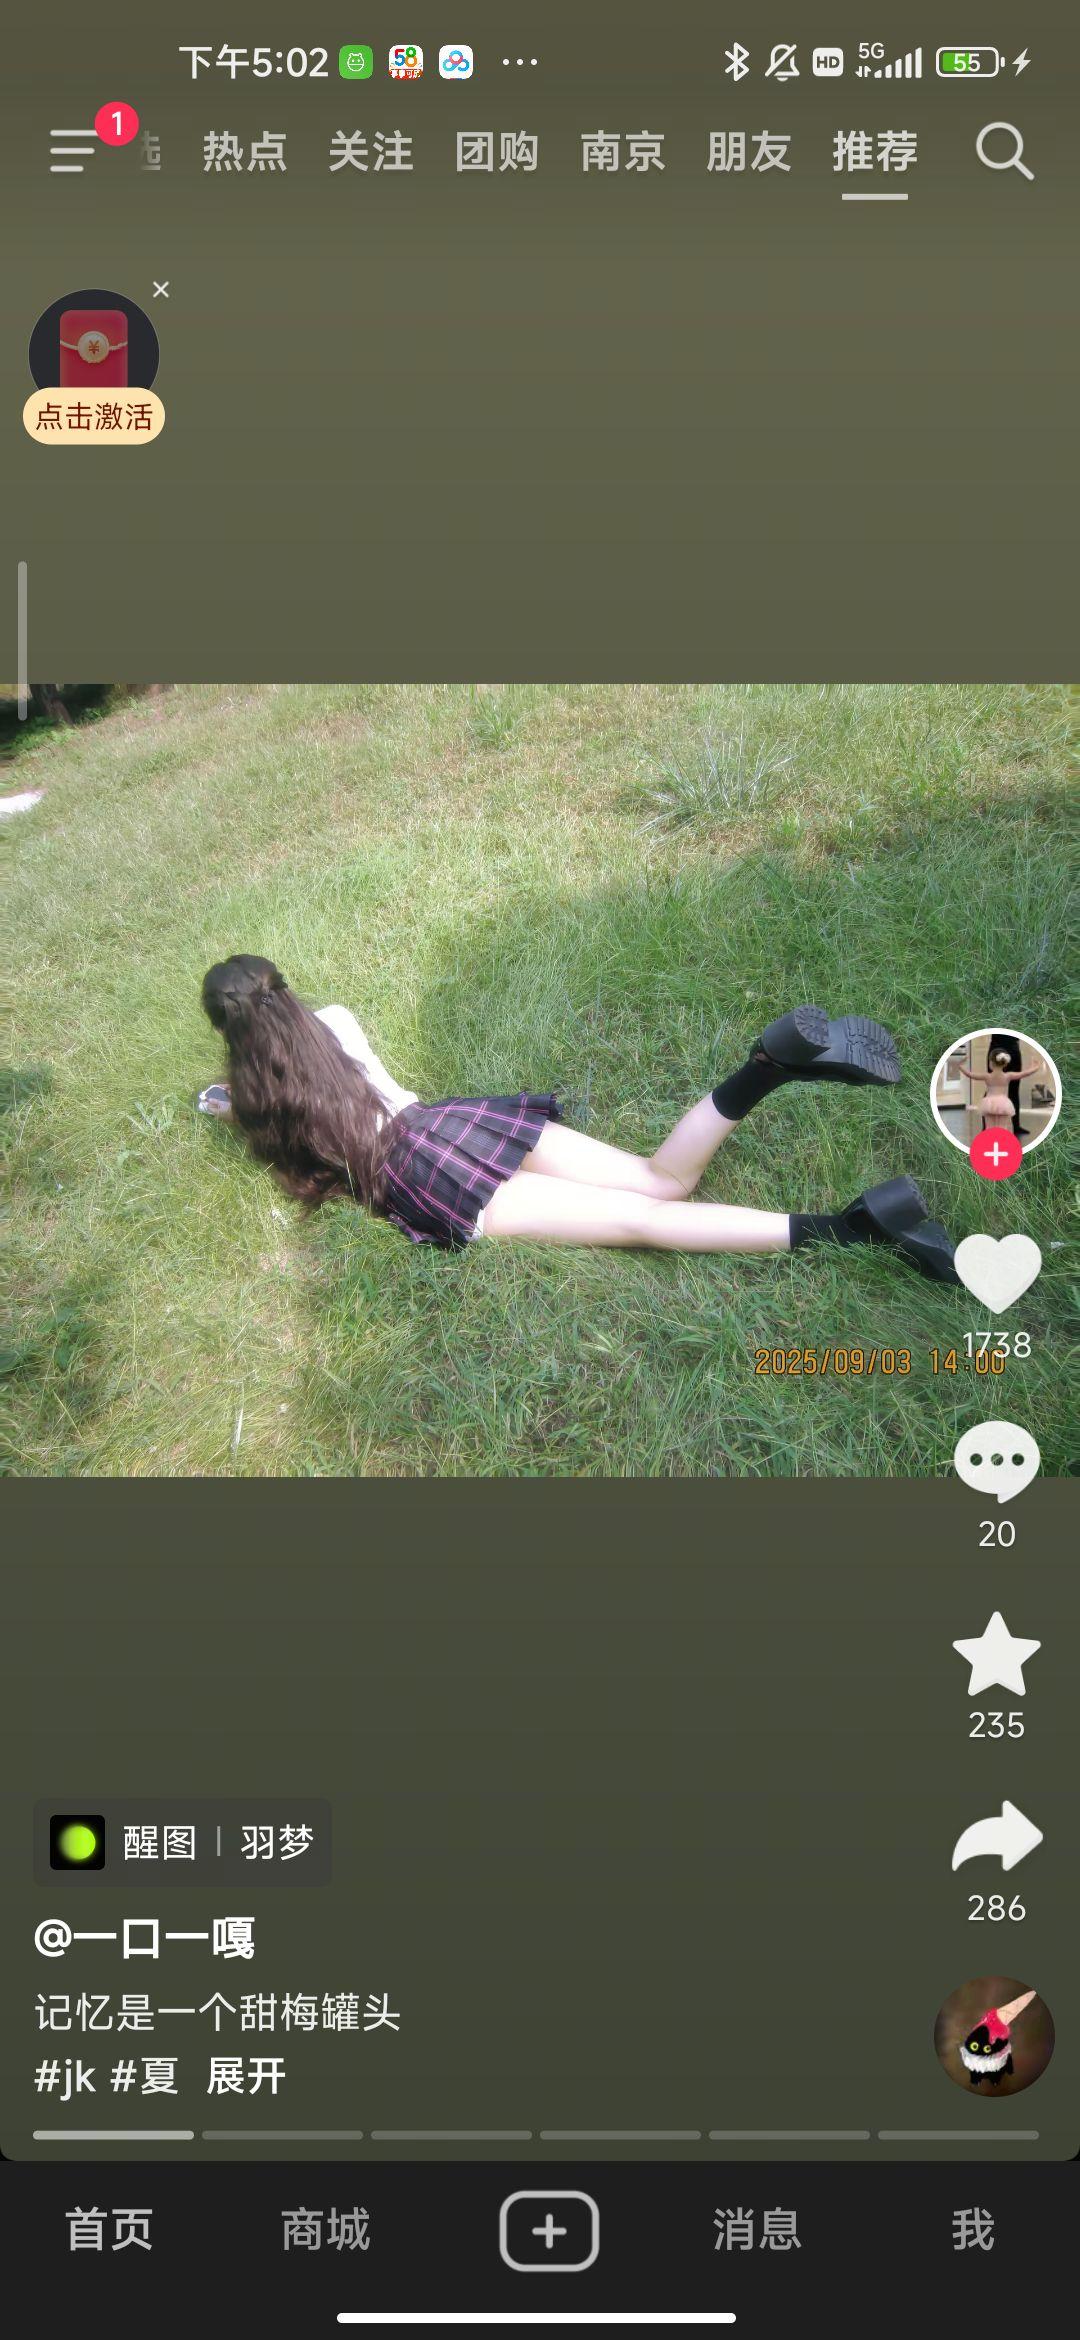 下午5:02
58
HD
5G
55
1
选 热点 关注 团购 南京 朋友 推荐
点击激活
2025/09/03 14:00
1738
20
235
286
醒图 | 羽梦
@一口一嘎
记忆是一个甜梅罐头
#jk #夏 展开
首页 商城 消息 我